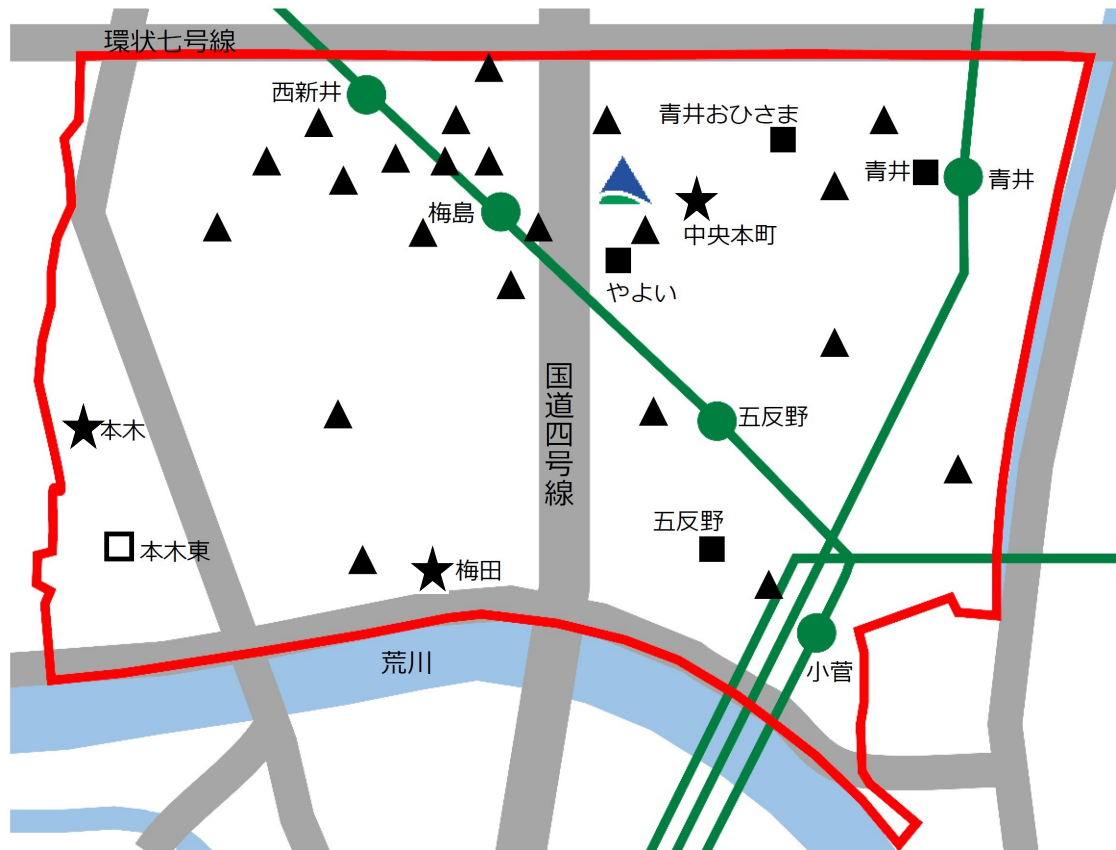 環状七号線
西新井
青井おひさま
青井
青井
梅島
中央本町
やよい
国道四号線
本木
五反野
五反野
本木東
梅田
荒川
小菅